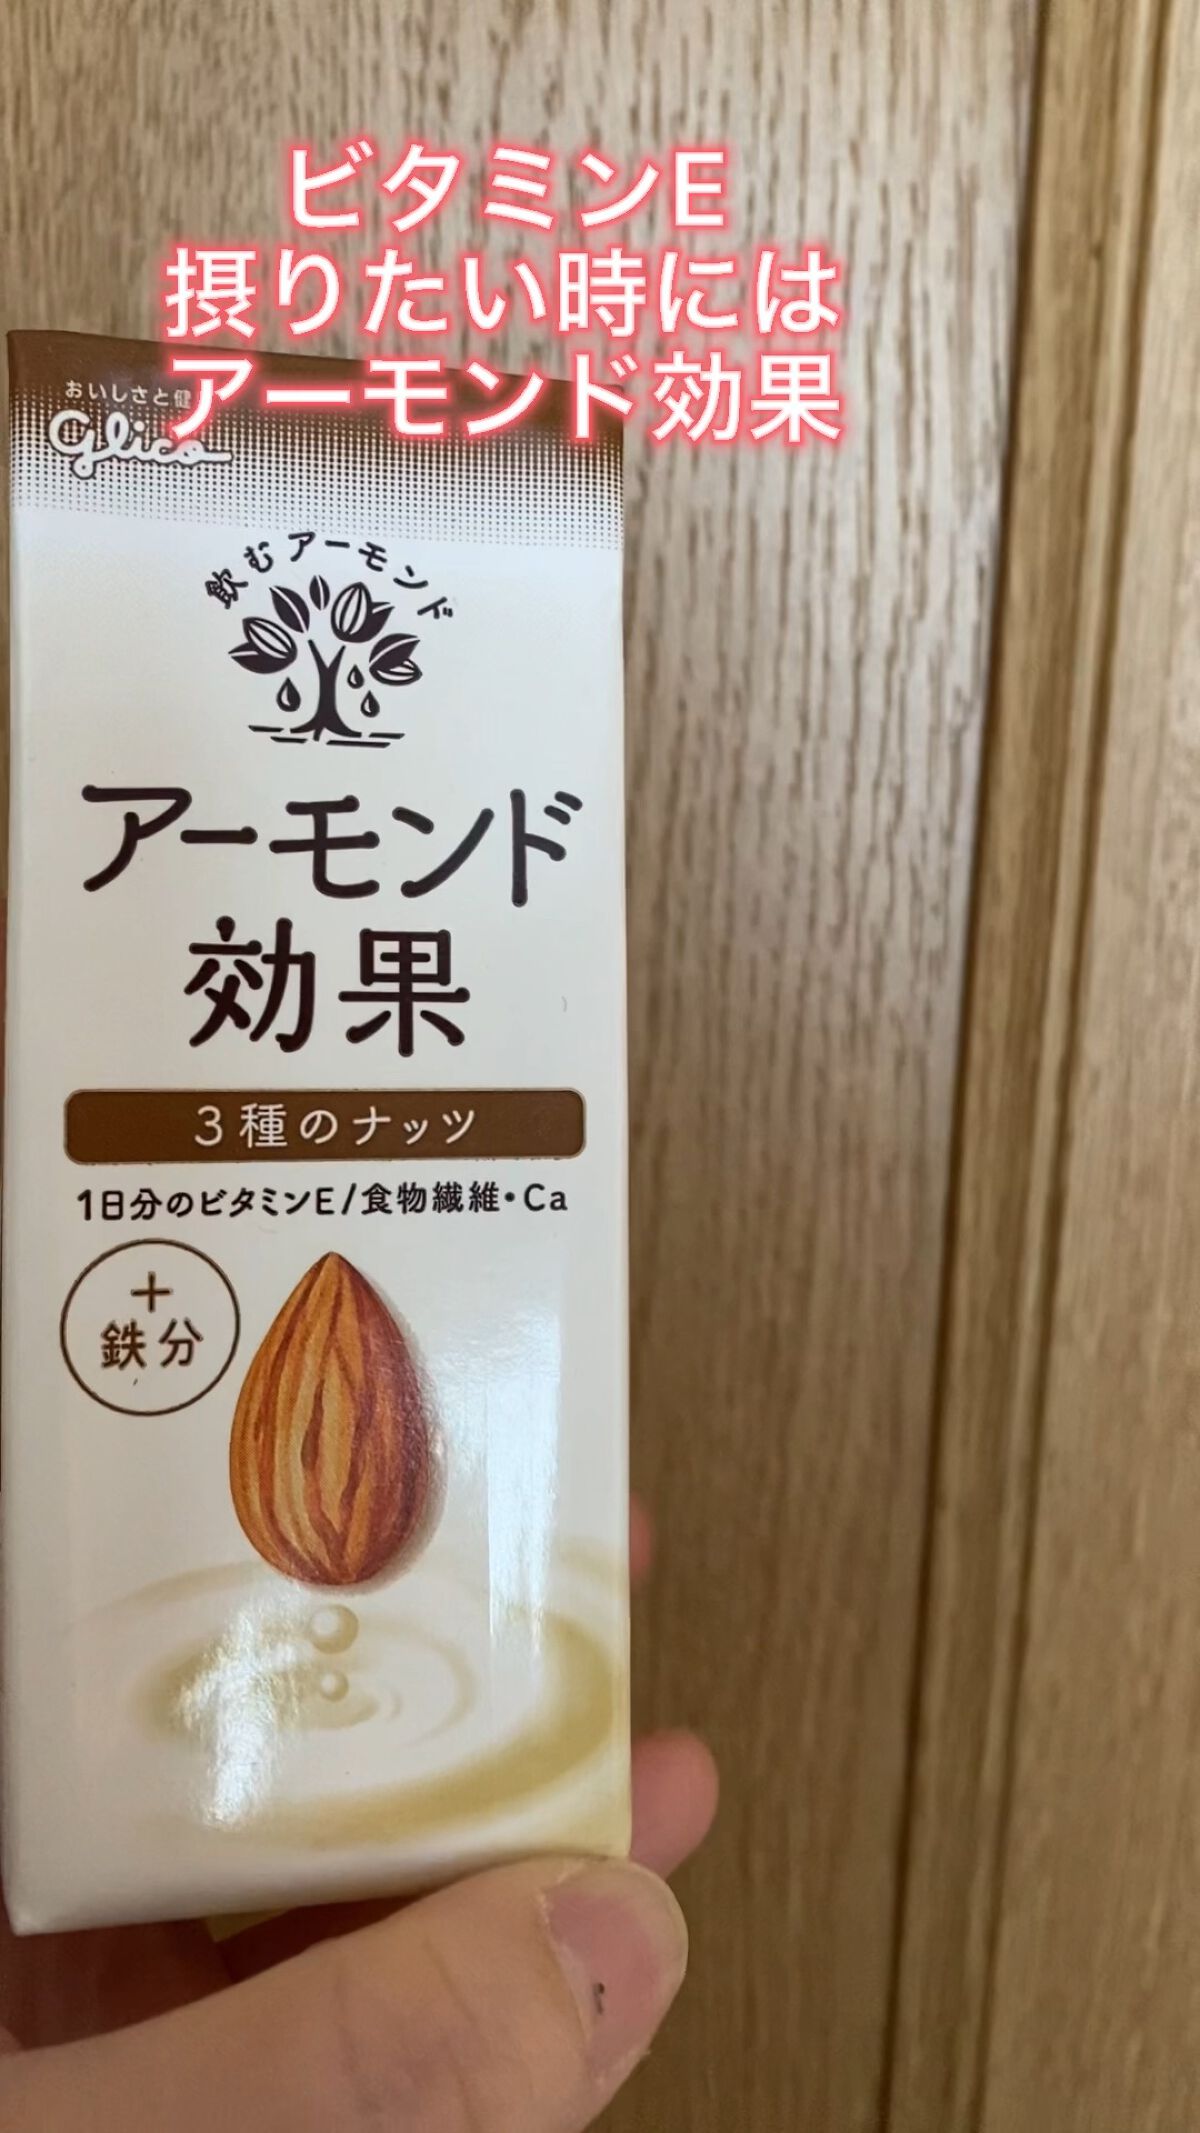 ビタミンE
摂りたい時には
アーモンド効果
おいしさと健
Glico
飲むアーモンド
アーモンド
効果
3種のナッツ
1日分のビタミンE/食物繊維・Ca
＋
鉄分